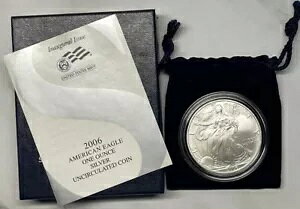 Inaugural Issue
UNITED STATES MINT
2006
AMERICAN EAGLE
ONE OUNCE
SILVER
UNCIRCULATED COIN